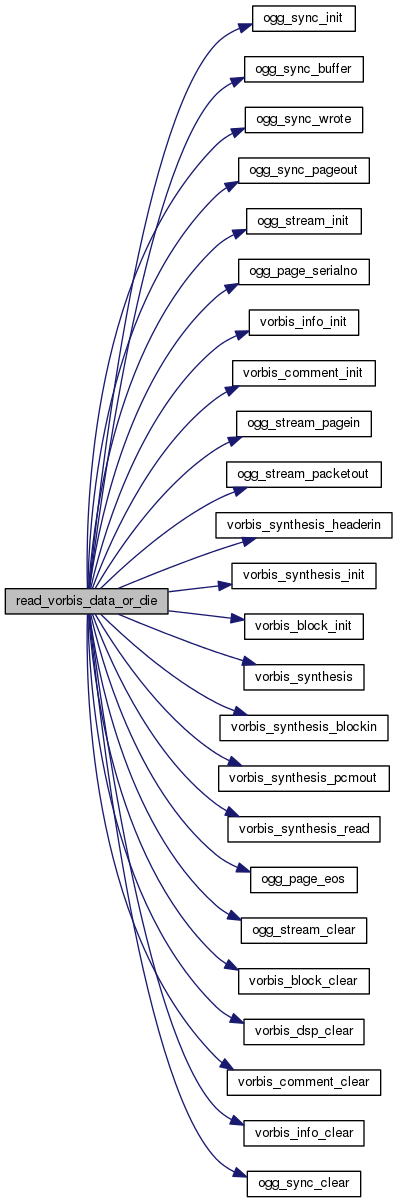 ogg_sync_init
ogg_sync_buffer
ogg_sync_wrote
ogg_sync_pageout
ogg_stream_init
ogg_page_serialno
vorbis_info_init
vorbis_comment_init
ogg_stream_pagein
ogg_stream_packetout
vorbis_synthesis_headerin
vorbis_synthesis_init
read_vorbis_data_or_die
vorbis_block_init
vorbis_synthesis
vorbis_synthesis_blockin
vorbis_synthesis_pcmout
vorbis_synthesis_read
ogg_page_eos
ogg_stream_clear
vorbis_block_clear
vorbis_dsp_clear
vorbis_comment_clear
vorbis_info_clear
ogg_sync_clear